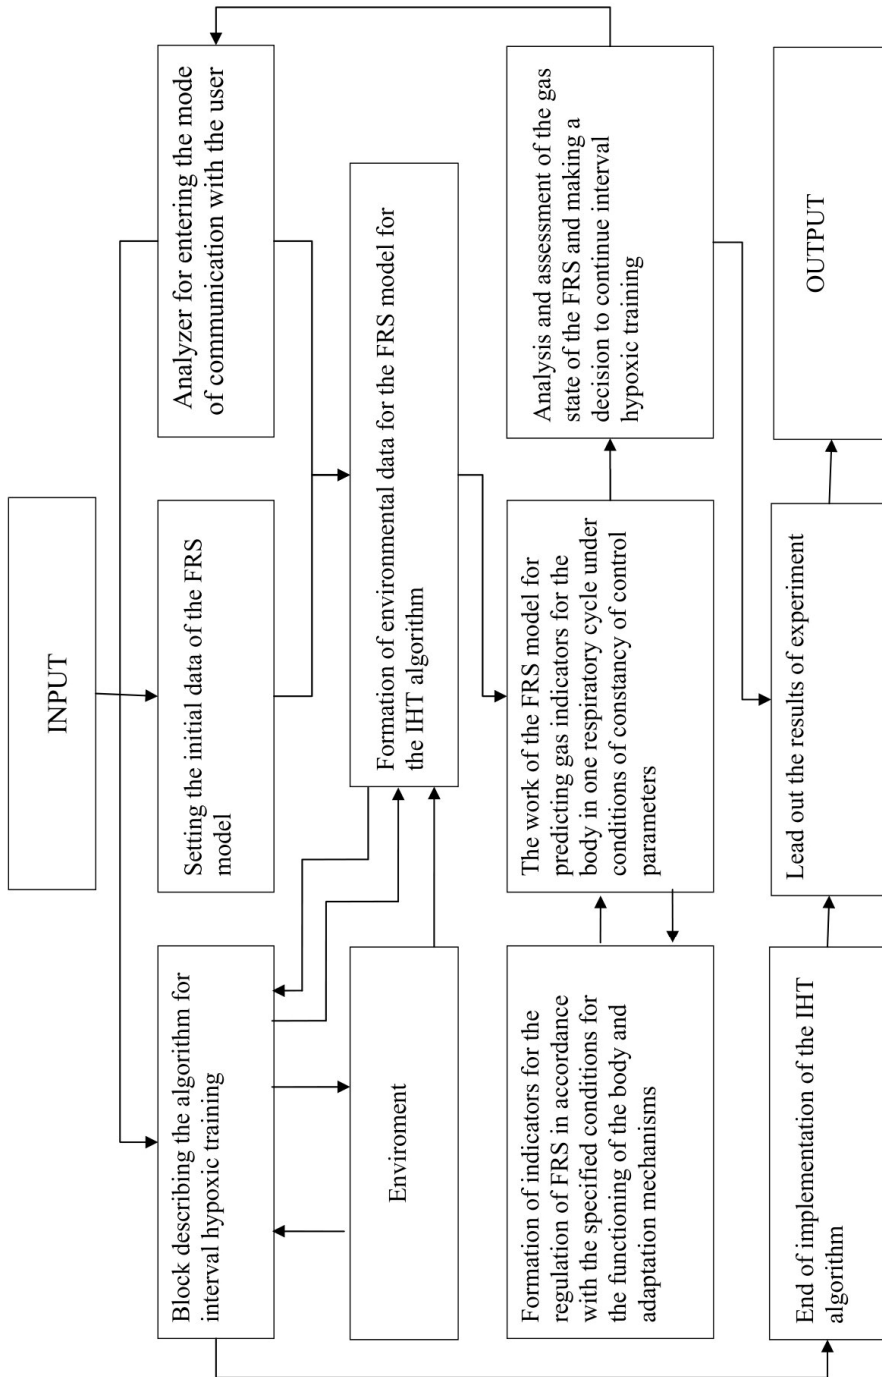 INPUT
Block describing the algorithm for
interval hypoxic training
Setting the initial data of the FRS
model
Analyzer for entering the mode
of communication with the user
Enviroment
Formation of environmental data for the FRS model for
the IHT algorithm
Formation of indicators for the
regulation of FRS in accordance
with the specified conditions for
the functioning of the body and
adaptation mechanisms
The work of the FRS model for
predicting gas indicators for the
body in one respiratory cycle under
conditions of constancy of control
parameters
Analysis and assessment of the gas
state of the FRS and making a
decision to continue interval
hypoxic training
End of implementation of the IHT
algorithm
Lead out the results of experiment
OUTPUT